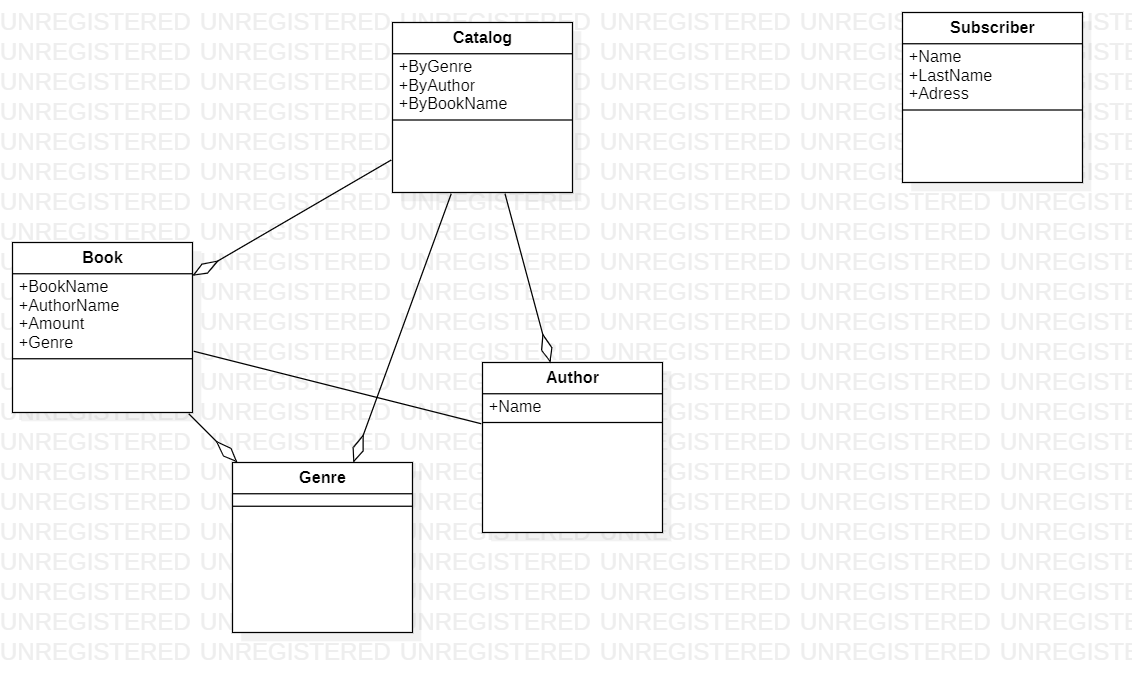 Catalog
+ByGenre
+ByAuthor
+ByBookName
Subscriber
+Name
+LastName
+Adress
Book
+BookName
+AuthorName
+Amount
+Genre
Author
+Name
Genre
UNREGISTERED